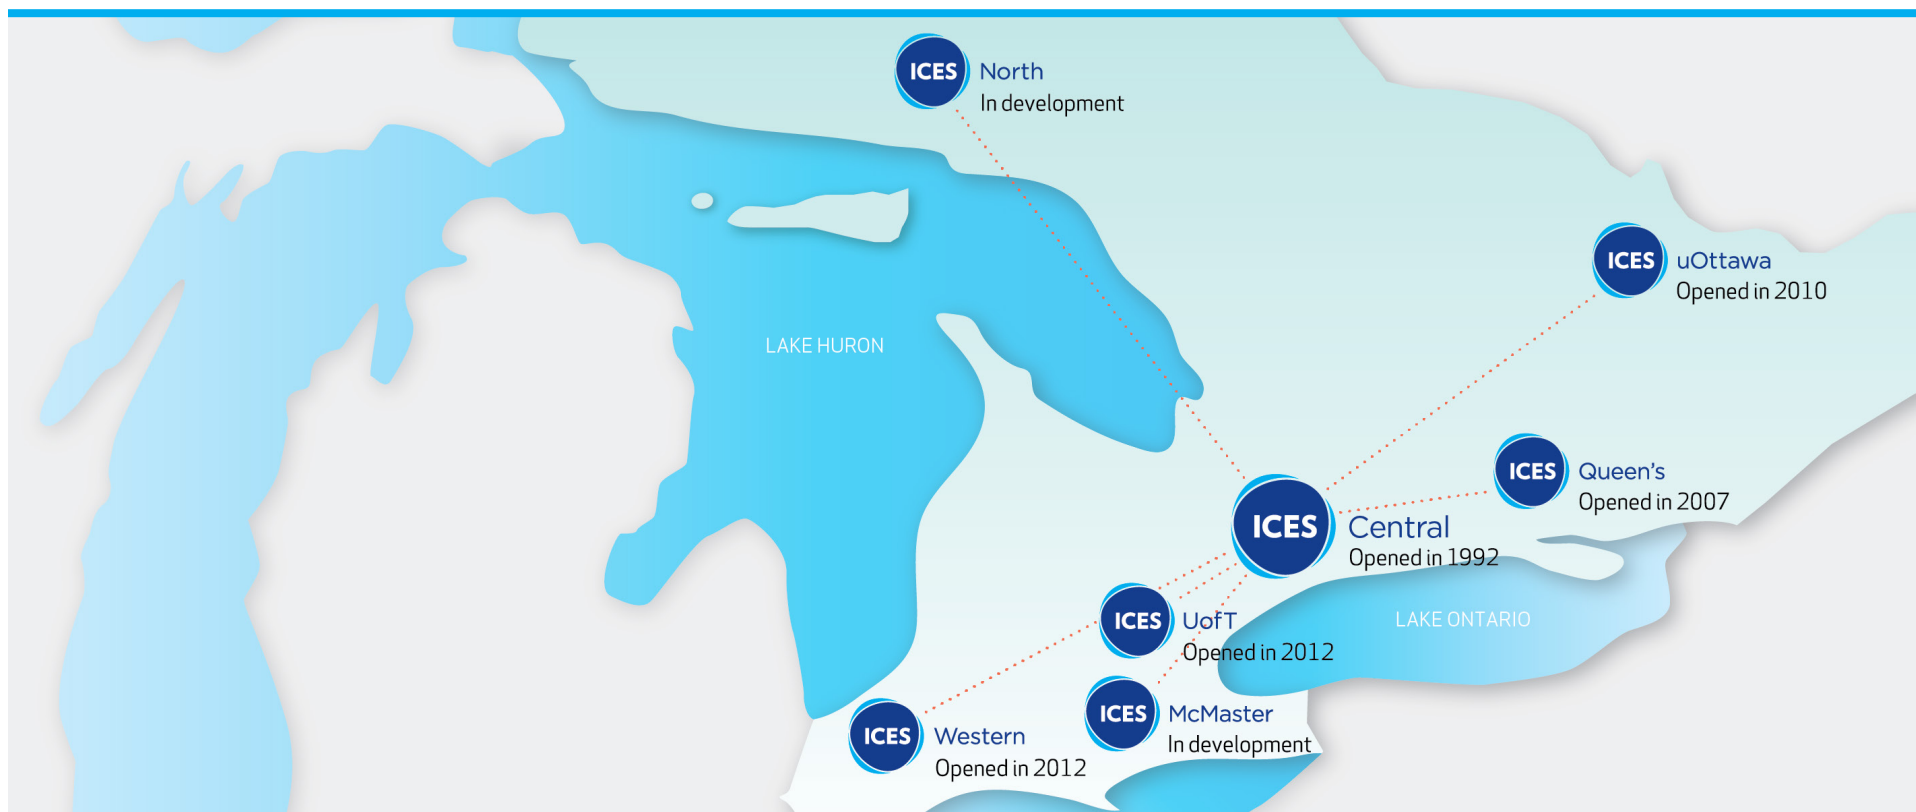 ICES North
In development
ICES uOttawa
Opened in 2010
LAKE HURON
ICES Queen's
Opened in 2007
ICES Central
Opened in 1992
ICES UofT
Opened in 2012
LAKE ONTARIO
ICES McMaster
In development
ICES Western
Opened in 2012